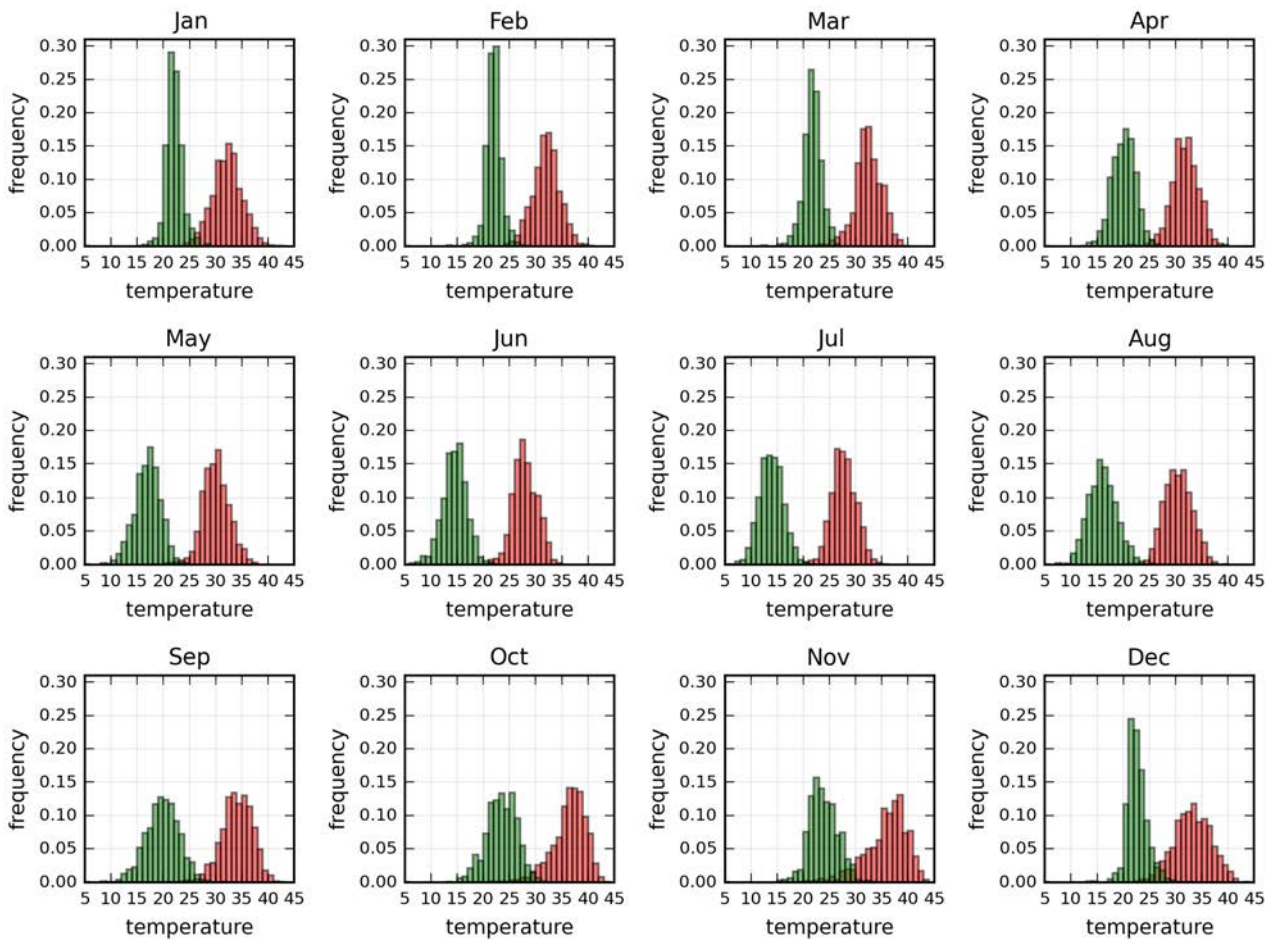 Jan Feb Mar Apr
0.30 0.30 0.30 0.30
0.25 0.25 0.25 0.25
0.20 0.20 0.20 0.20
0.15 0.15 0.15 0.15
0.10 0.10 0.10 0.10
0.05 0.05 0.05 0.05
0.00 0.00 0.00 0.00
frequency frequency frequency frequency
5 10 15 20 25 30 35 40 45 5 10 15 20 25 30 35 40 45 5 10 15 20 25 30 35 40 45 5 10 15 20 25 30 35 40 45
temperature temperature temperature temperature
May Jun Jul Aug
0.30 0.30 0.30 0.30
0.25 0.25 0.25 0.25
0.20 0.20 0.20 0.20
0.15 0.15 0.15 0.15
0.10 0.10 0.10 0.10
0.05 0.05 0.05 0.05
0.00 0.00 0.00 0.00
frequency frequency frequency frequency
5 10 15 20 25 30 35 40 45 5 10 15 20 25 30 35 40 45 5 10 15 20 25 30 35 40 45 5 10 15 20 25 30 35 40 45
temperature temperature temperature temperature
Sep Oct Nov Dec
0.30 0.30 0.30 0.30
0.25 0.25 0.25 0.25
0.20 0.20 0.20 0.20
0.15 0.15 0.15 0.15
0.10 0.10 0.10 0.10
0.05 0.05 0.05 0.05
0.00 0.00 0.00 0.00
frequency frequency frequency frequency
5 10 15 20 25 30 35 40 45 5 10 15 20 25 30 35 40 45 5 10 15 20 25 30 35 40 45 5 10 15 20 25 30 35 40 45
temperature temperature temperature temperature